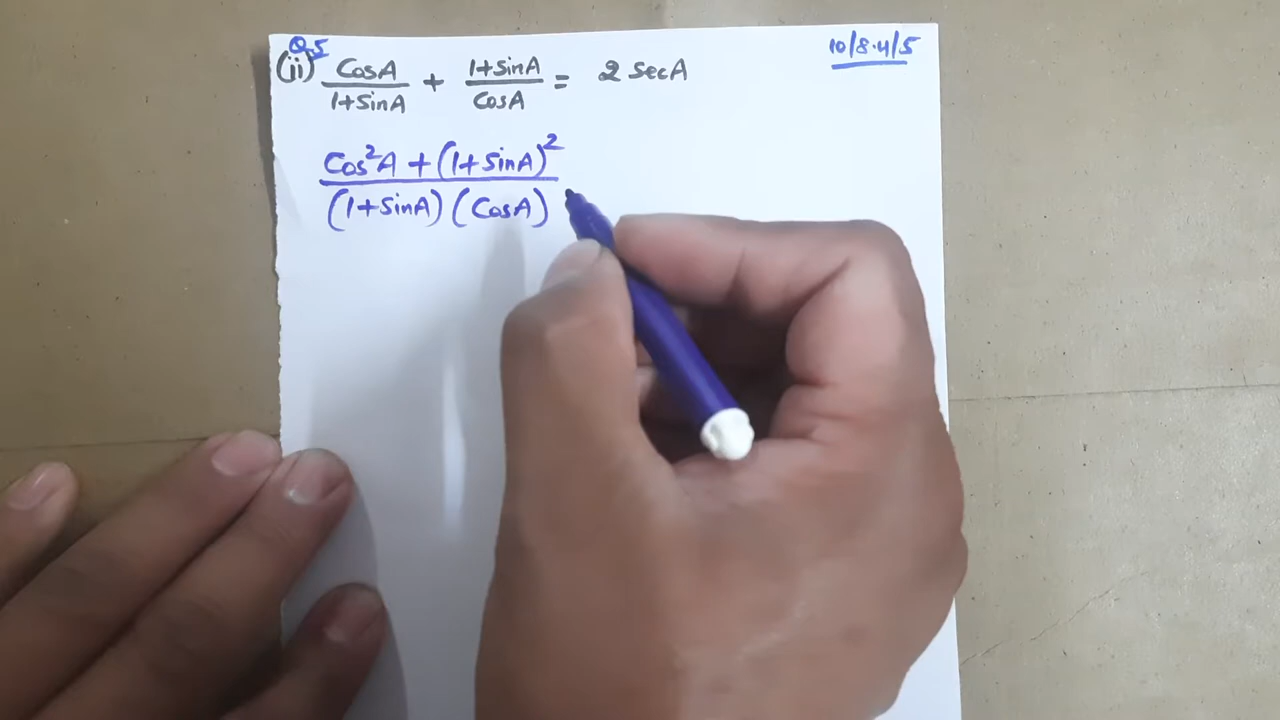 Q.5
10/8.4/5
(ii) CosA/1+SinA + 1+SinA/CosA = 2 SecA
Cos²A + (1+SinA)²
(1+SinA) (CosA)